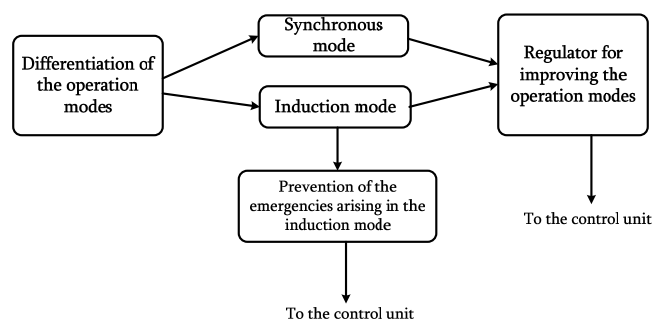 Differentiation of
the operation
modes
Synchronous
mode
Induction mode
Regulator for
improving the
operation modes
Prevention of the
emergencies arising in the
induction mode
To the control unit
To the control unit